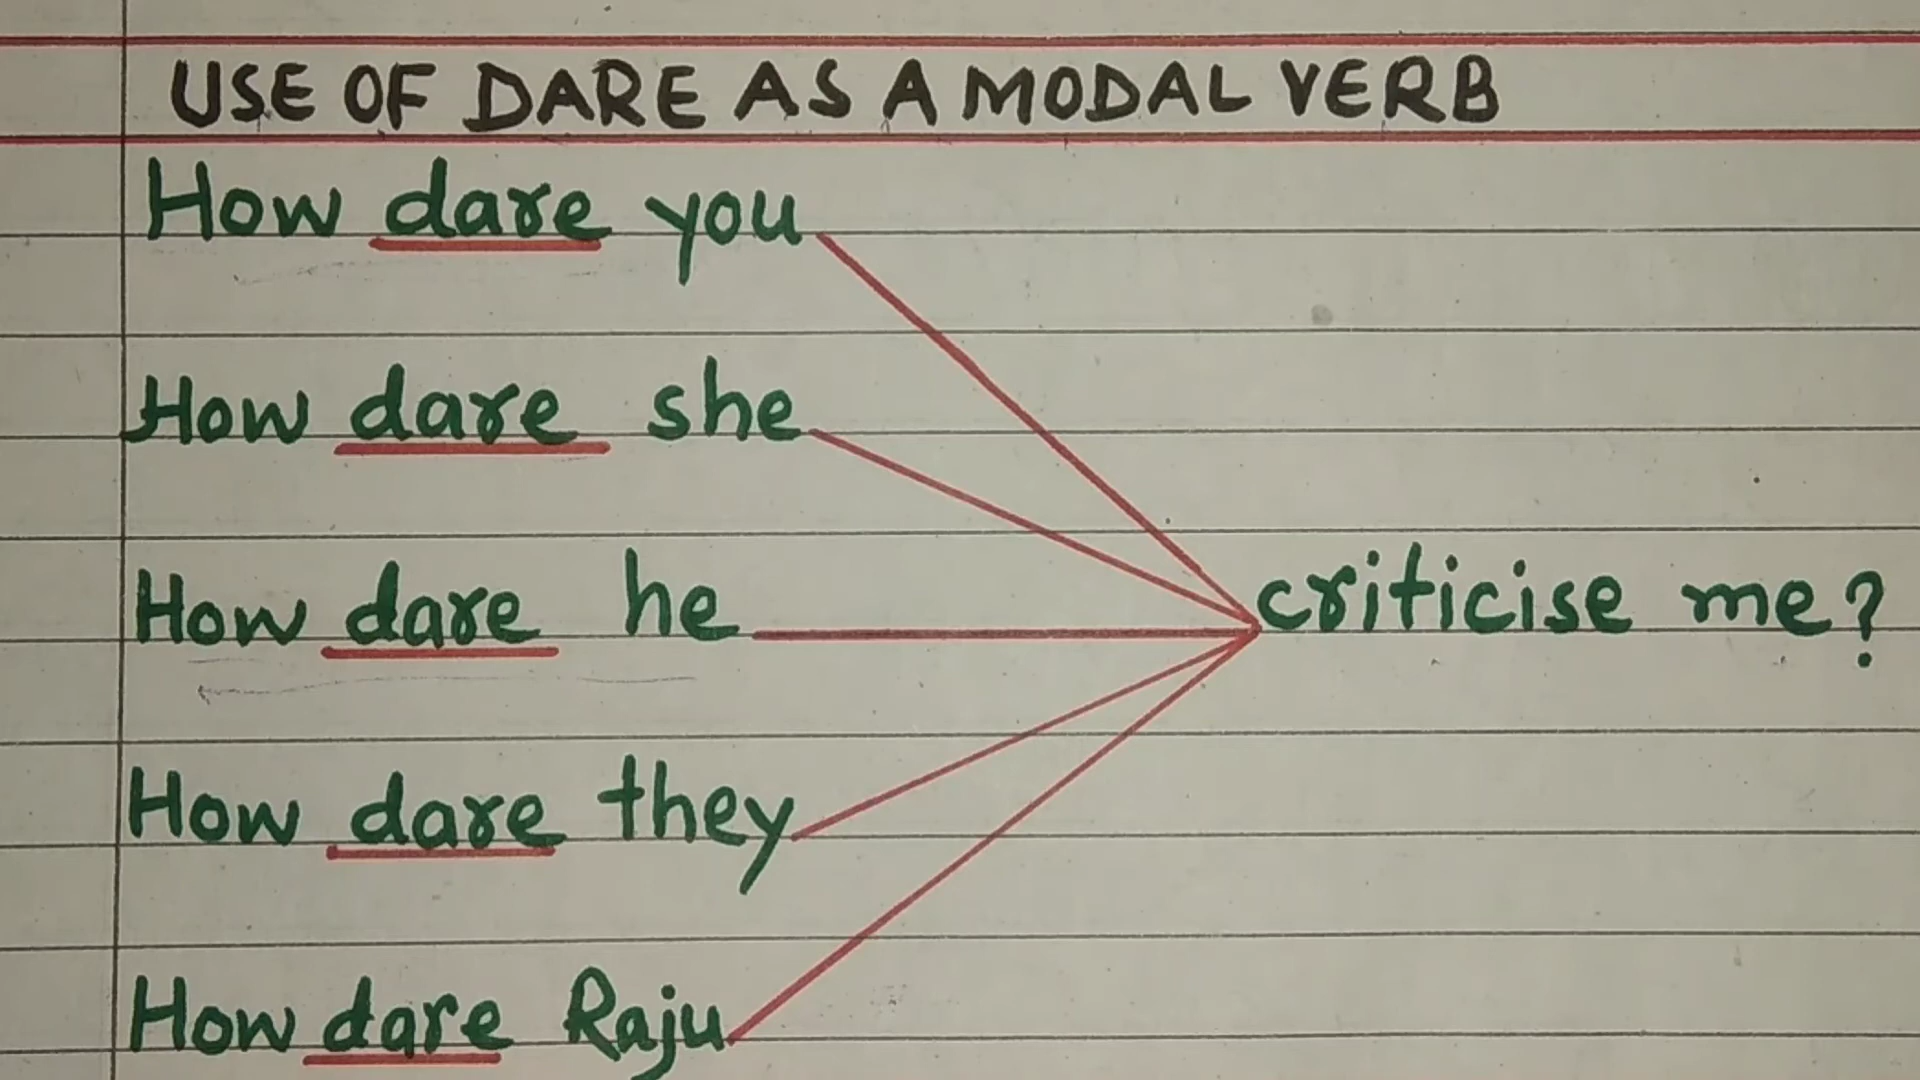 USE OF DARE AS A MODAL VERB
How dare you
How dare she
How dare he criticise me?
How dare they
How dare Raju